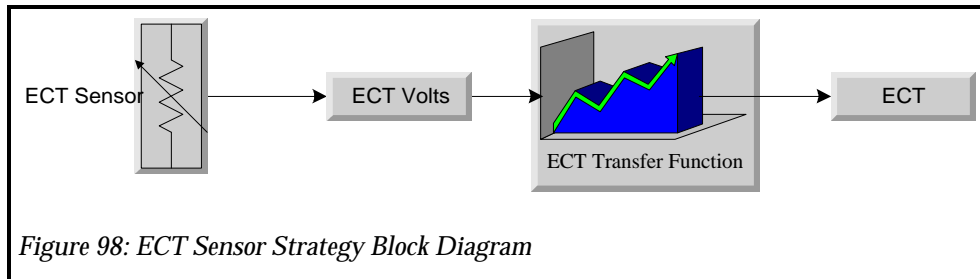 ECT Sensor
ECT Volts
ECT Transfer Function
ECT
Figure 98: ECT Sensor Strategy Block Diagram